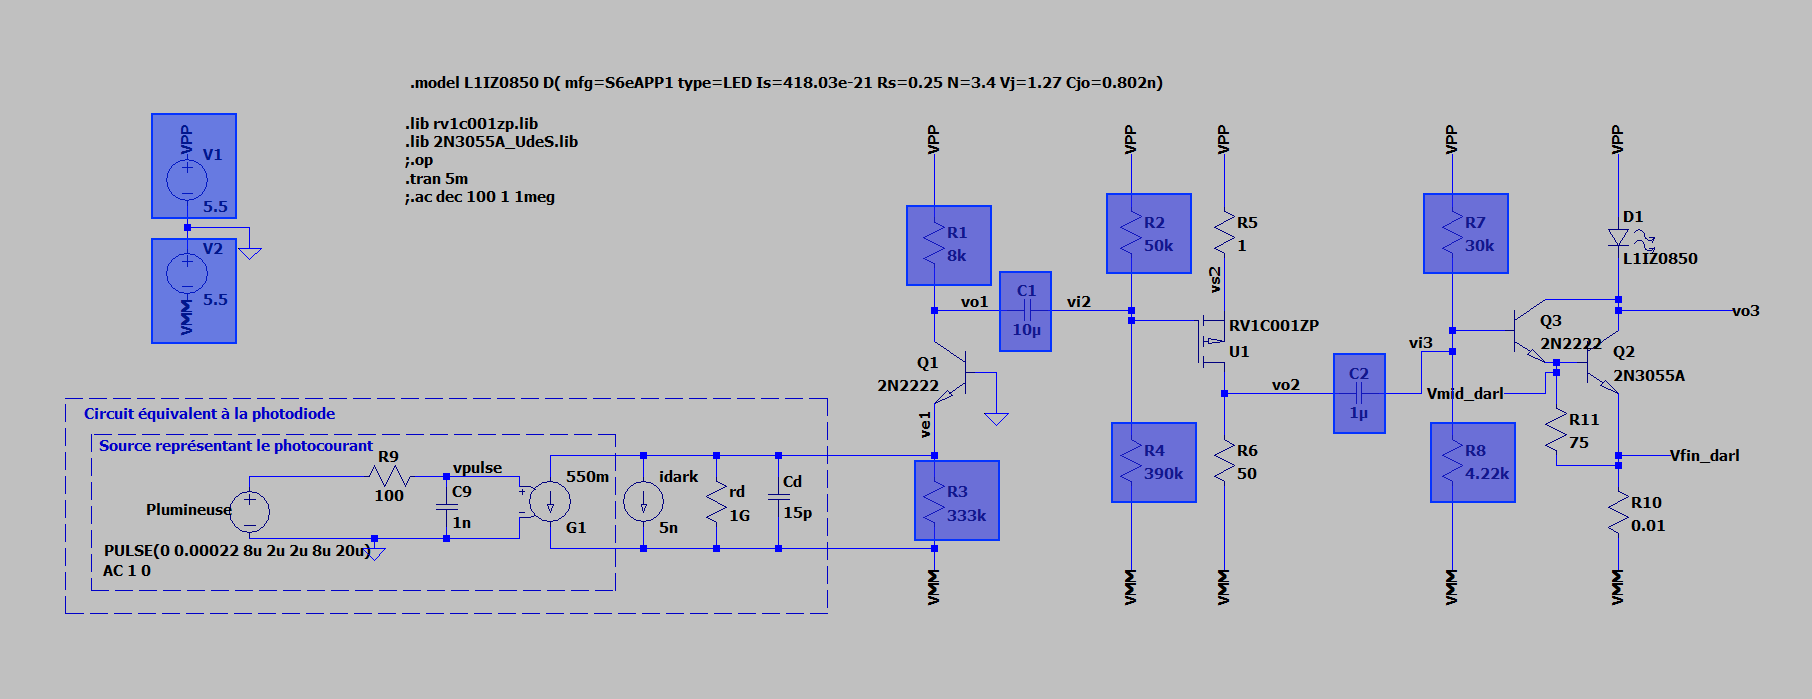 .model L1IZ0850 D( mfg=S6eAPP1 type=LED Is=418.03e-21 Rs=0.25 N=3.4 Vj=1.27 Cjo=0.802n)
.lib rv1c001zp.lib
.lib 2N3055A_UdeS.lib
;.op
.tran 5m
;.ac dec 100 1 1meg
VPP
V1
5.5
V2
5.5
VMM
Circuit équivalent à la photodiode
Source représentant le photocourant
R9
100
vpulse
C9
1n
Plumineuse
PULSE(0 0.00022 8u 2u 2u 8u 20u)
AC 1 0
550m
G1
idark
5n
rd
1G
Cd
15p
VPP
R1
8k
vo1
Q1
2N2222
ve1
R3
333k
VMM
C1
10µ
vi2
VPP
R2
50k
R4
390k
VMM
VPP
R5
1
vs2
RV1C001ZP
U1
vo2
R6
50
VMM
C2
1µ
vi3
VPP
R7
30k
Vmid_darl
R8
4.22k
VMM
VPP
D1
L1IZ0850
vo3
Q3
2N2222
Q2
2N3055A
R11
75
Vfin_darl
R10
0.01
VMM